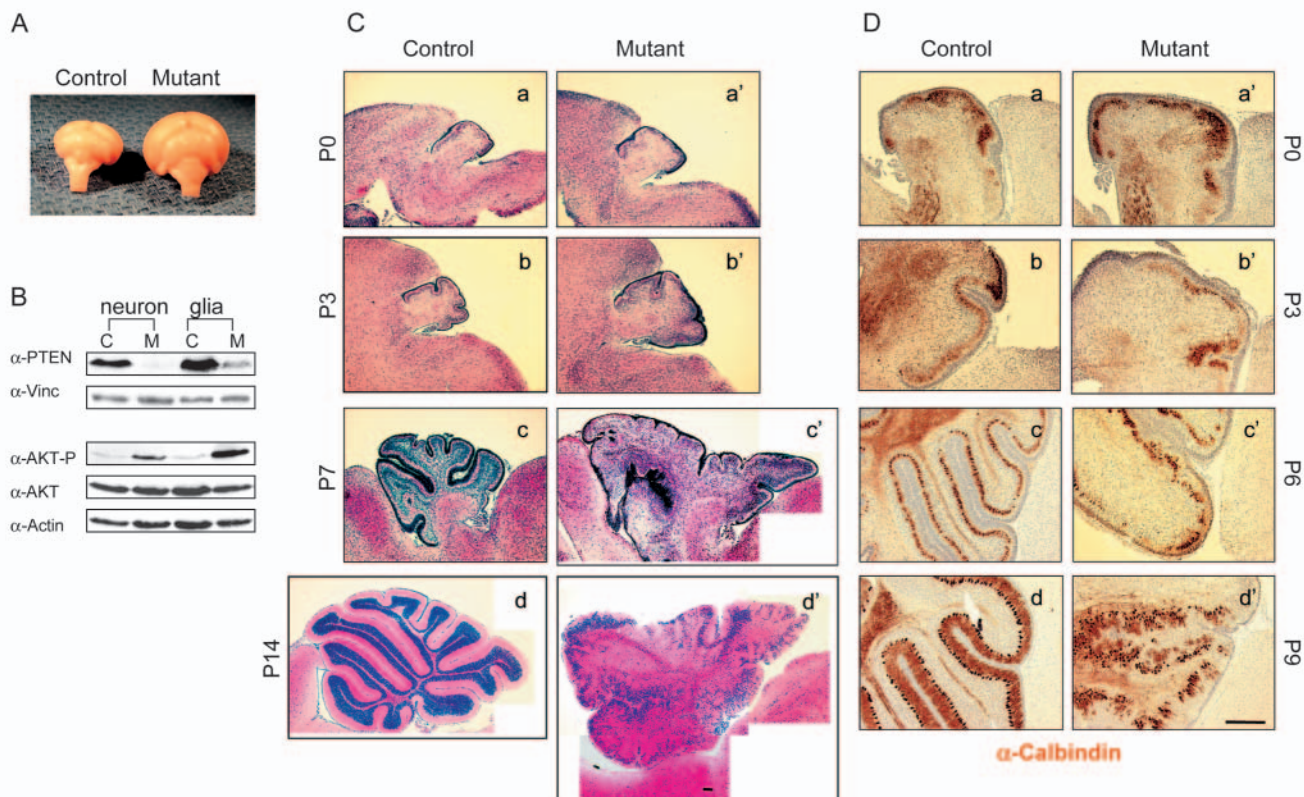 A
Control Mutant
B
neuron glia
C M C M
α-PTEN
α-Vinc
α-AKT-P
α-AKT
α-Actin
C
Control Mutant
P0
a a'
P3
b b'
P7
c c'
P14
d d'
D
Control Mutant
a a' P0
b b' P3
c c' P6
d d' P9
α-Calbindin